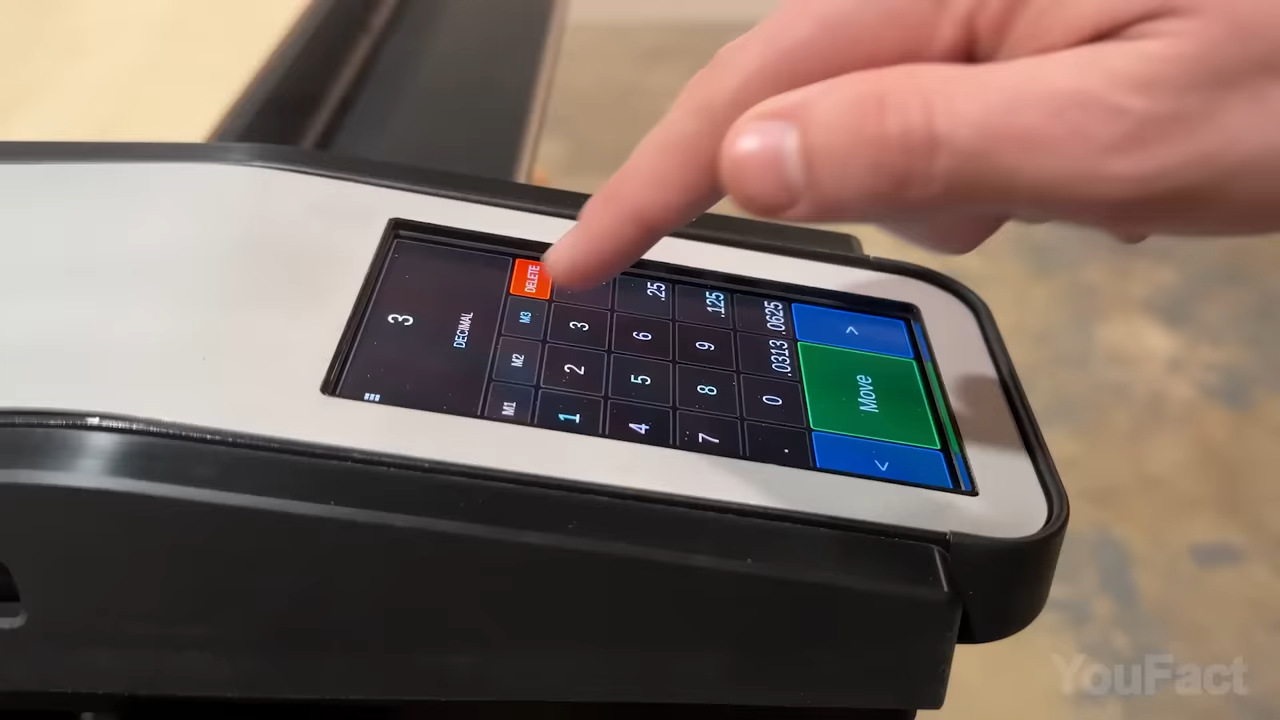 3
DECIMAL
M1 M2 M3 DELETE
1 2 3
4 5 6 .25
7 8 9 .125
. 0 .0313 .0625
< Move >
YouFact